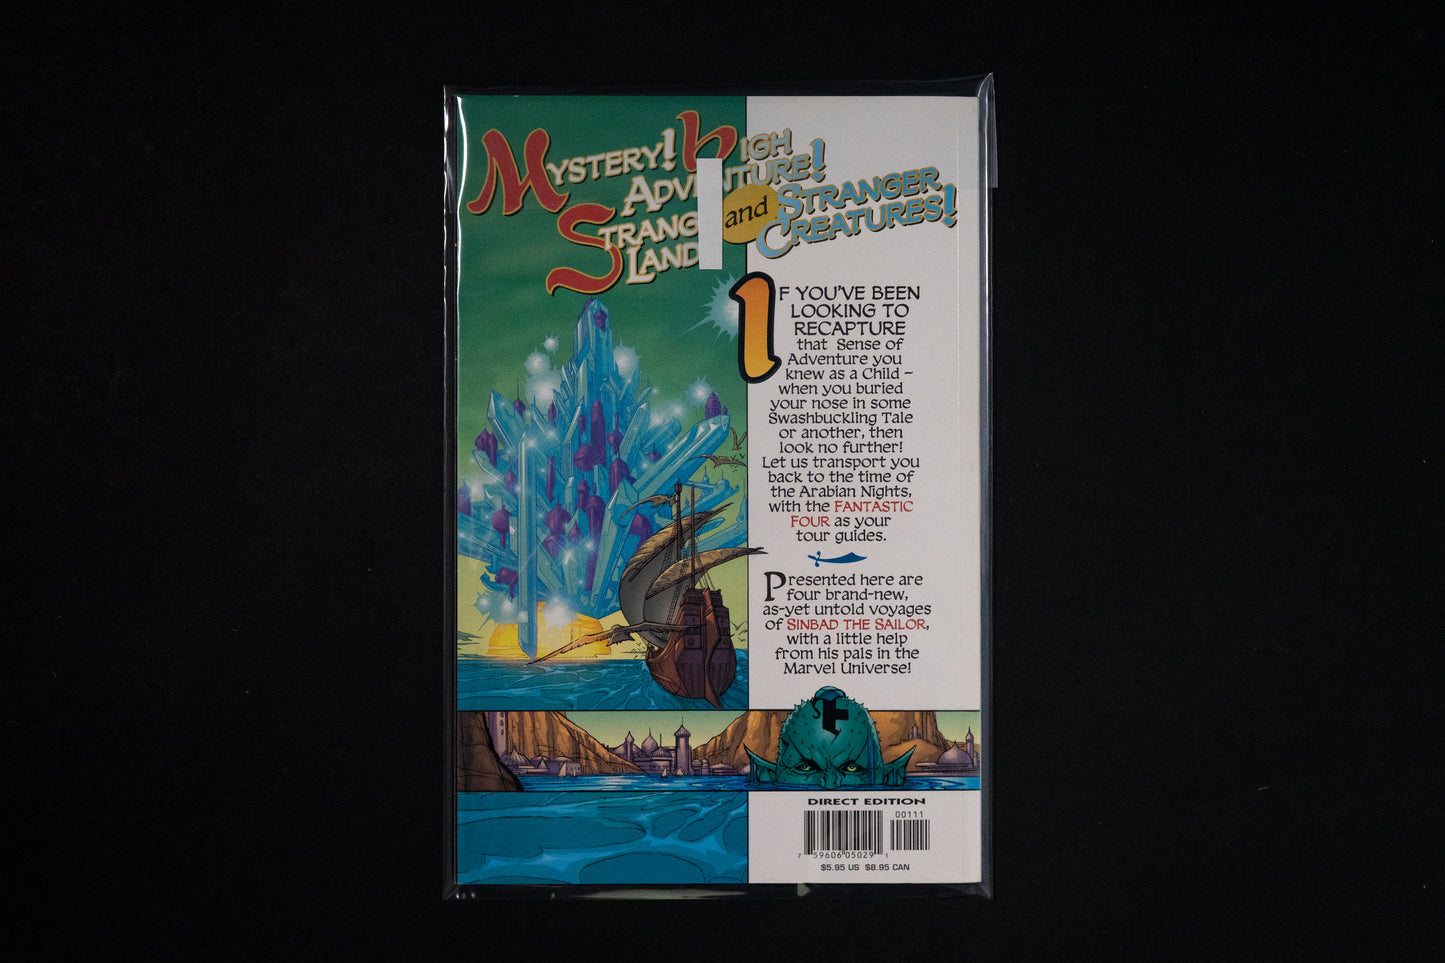 MYSTERY! HIGH
ADVENTURE!
STRANGE
LAND
and STRANGER
CREATURES!
IF YOU'VE BEEN
LOOKING TO
RECAPTURE
that Sense of
Adventure you
knew as a Child –
when you buried
your nose in some
Swashbuckling Tale
or another, then
look no further!
Let us transport you
back to the time of
the Arabian Nights,
with the FANTASTIC
FOUR as your
tour guides.
Presented here are
four brand-new,
as-yet untold voyages
of SINBAD THE SAILOR,
with a little help
from his pals in the
Marvel Universe!
DIRECT EDITION
00111
7 59606 05029 1
$5.95 US $8.95 CAN